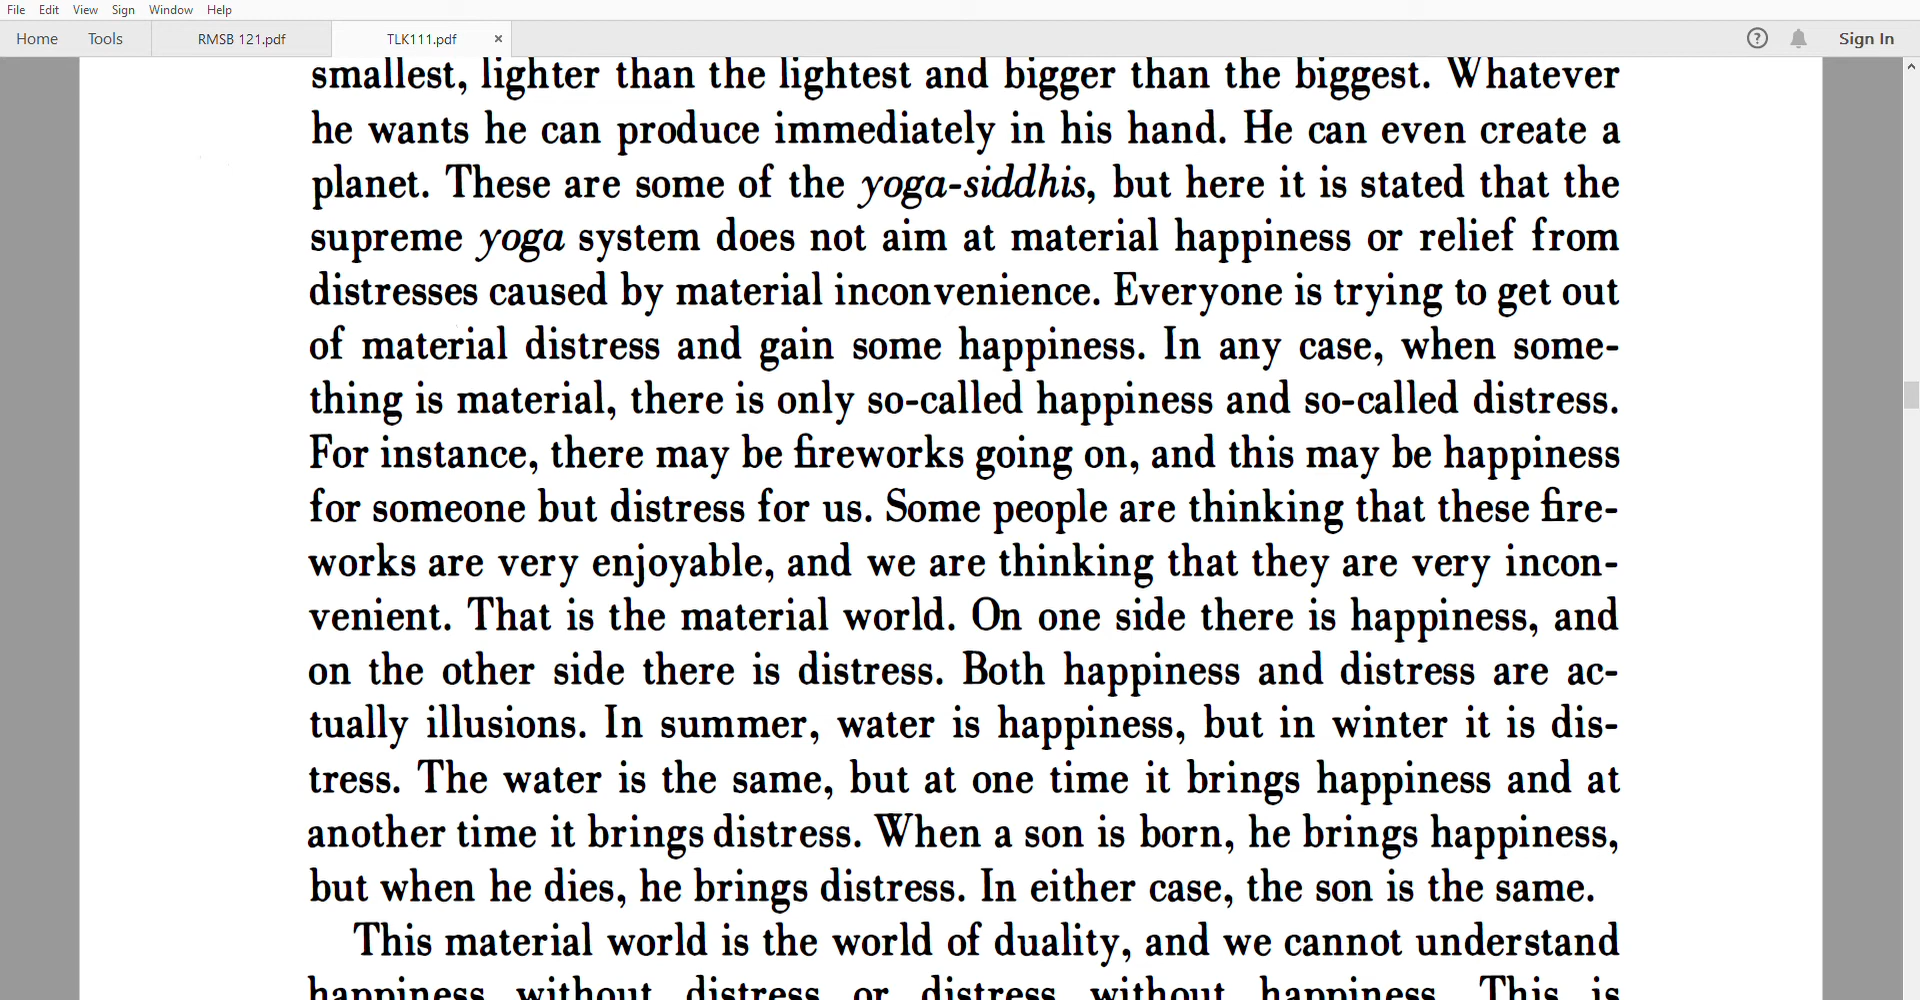 File Edit View Sign Window Help
Home Tools RMSB 121.pdf TLK111.pdf × ? Sign In
smallest, lighter than the lightest and bigger than the biggest. Whatever
he wants he can produce immediately in his hand. He can even create a
planet. These are some of the yoga-siddhis, but here it is stated that the
supreme yoga system does not aim at material happiness or relief from
distresses caused by material inconvenience. Everyone is trying to get out
of material distress and gain some happiness. In any case, when some-
thing is material, there is only so-called happiness and so-called distress.
For instance, there may be fireworks going on, and this may be happiness
for someone but distress for us. Some people are thinking that these fire-
works are very enjoyable, and we are thinking that they are very incon-
venient. That is the material world. On one side there is happiness, and
on the other side there is distress. Both happiness and distress are ac-
tually illusions. In summer, water is happiness, but in winter it is dis-
tress. The water is the same, but at one time it brings happiness and at
another time it brings distress. When a son is born, he brings happiness,
but when he dies, he brings distress. In either case, the son is the same.
This material world is the world of duality, and we cannot understand
happiness without distress or distress without happiness. This is